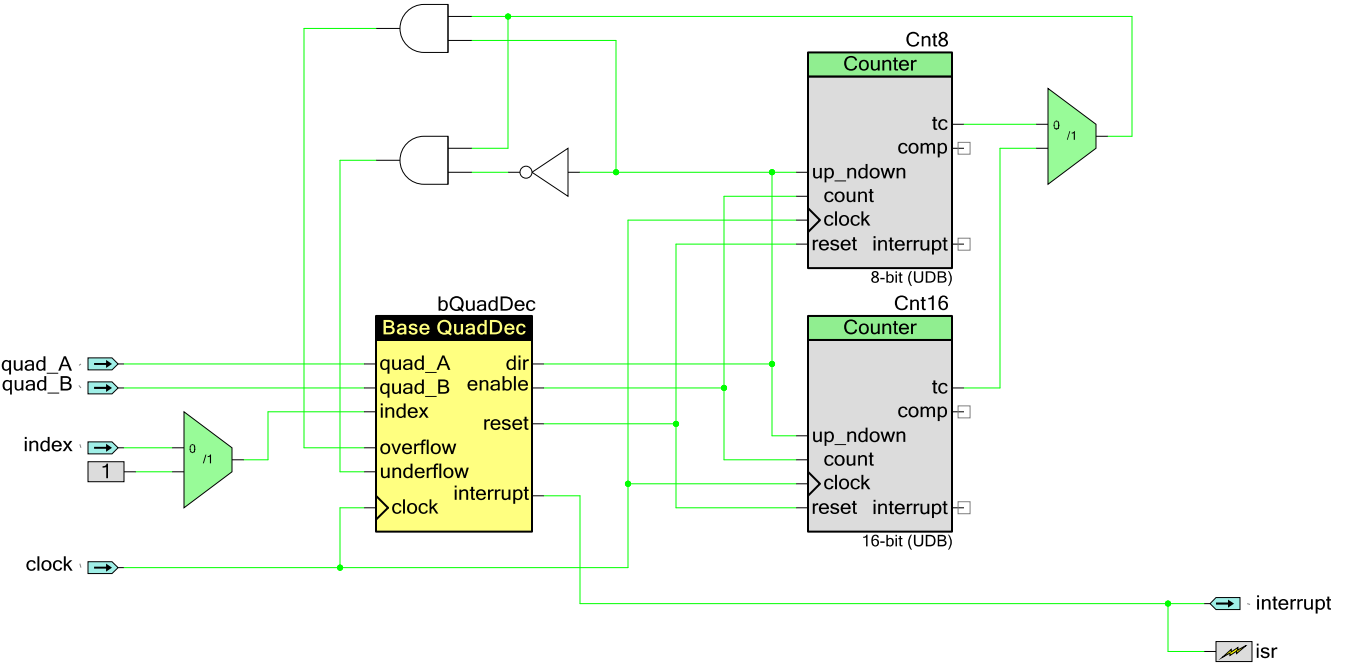 Cnt8
Counter
tc
0
/1
comp
up_ndown
count
clock
reset interrupt
8-bit (UDB)
bQuadDec
Base QuadDec
quad_A
quad_B
index
1
0
/1
clock
quad_A dir
quad_B enable
index
reset
overflow
underflow
interrupt
clock
Cnt16
Counter
tc
comp
up_ndown
count
clock
reset interrupt
16-bit (UDB)
interrupt
isr